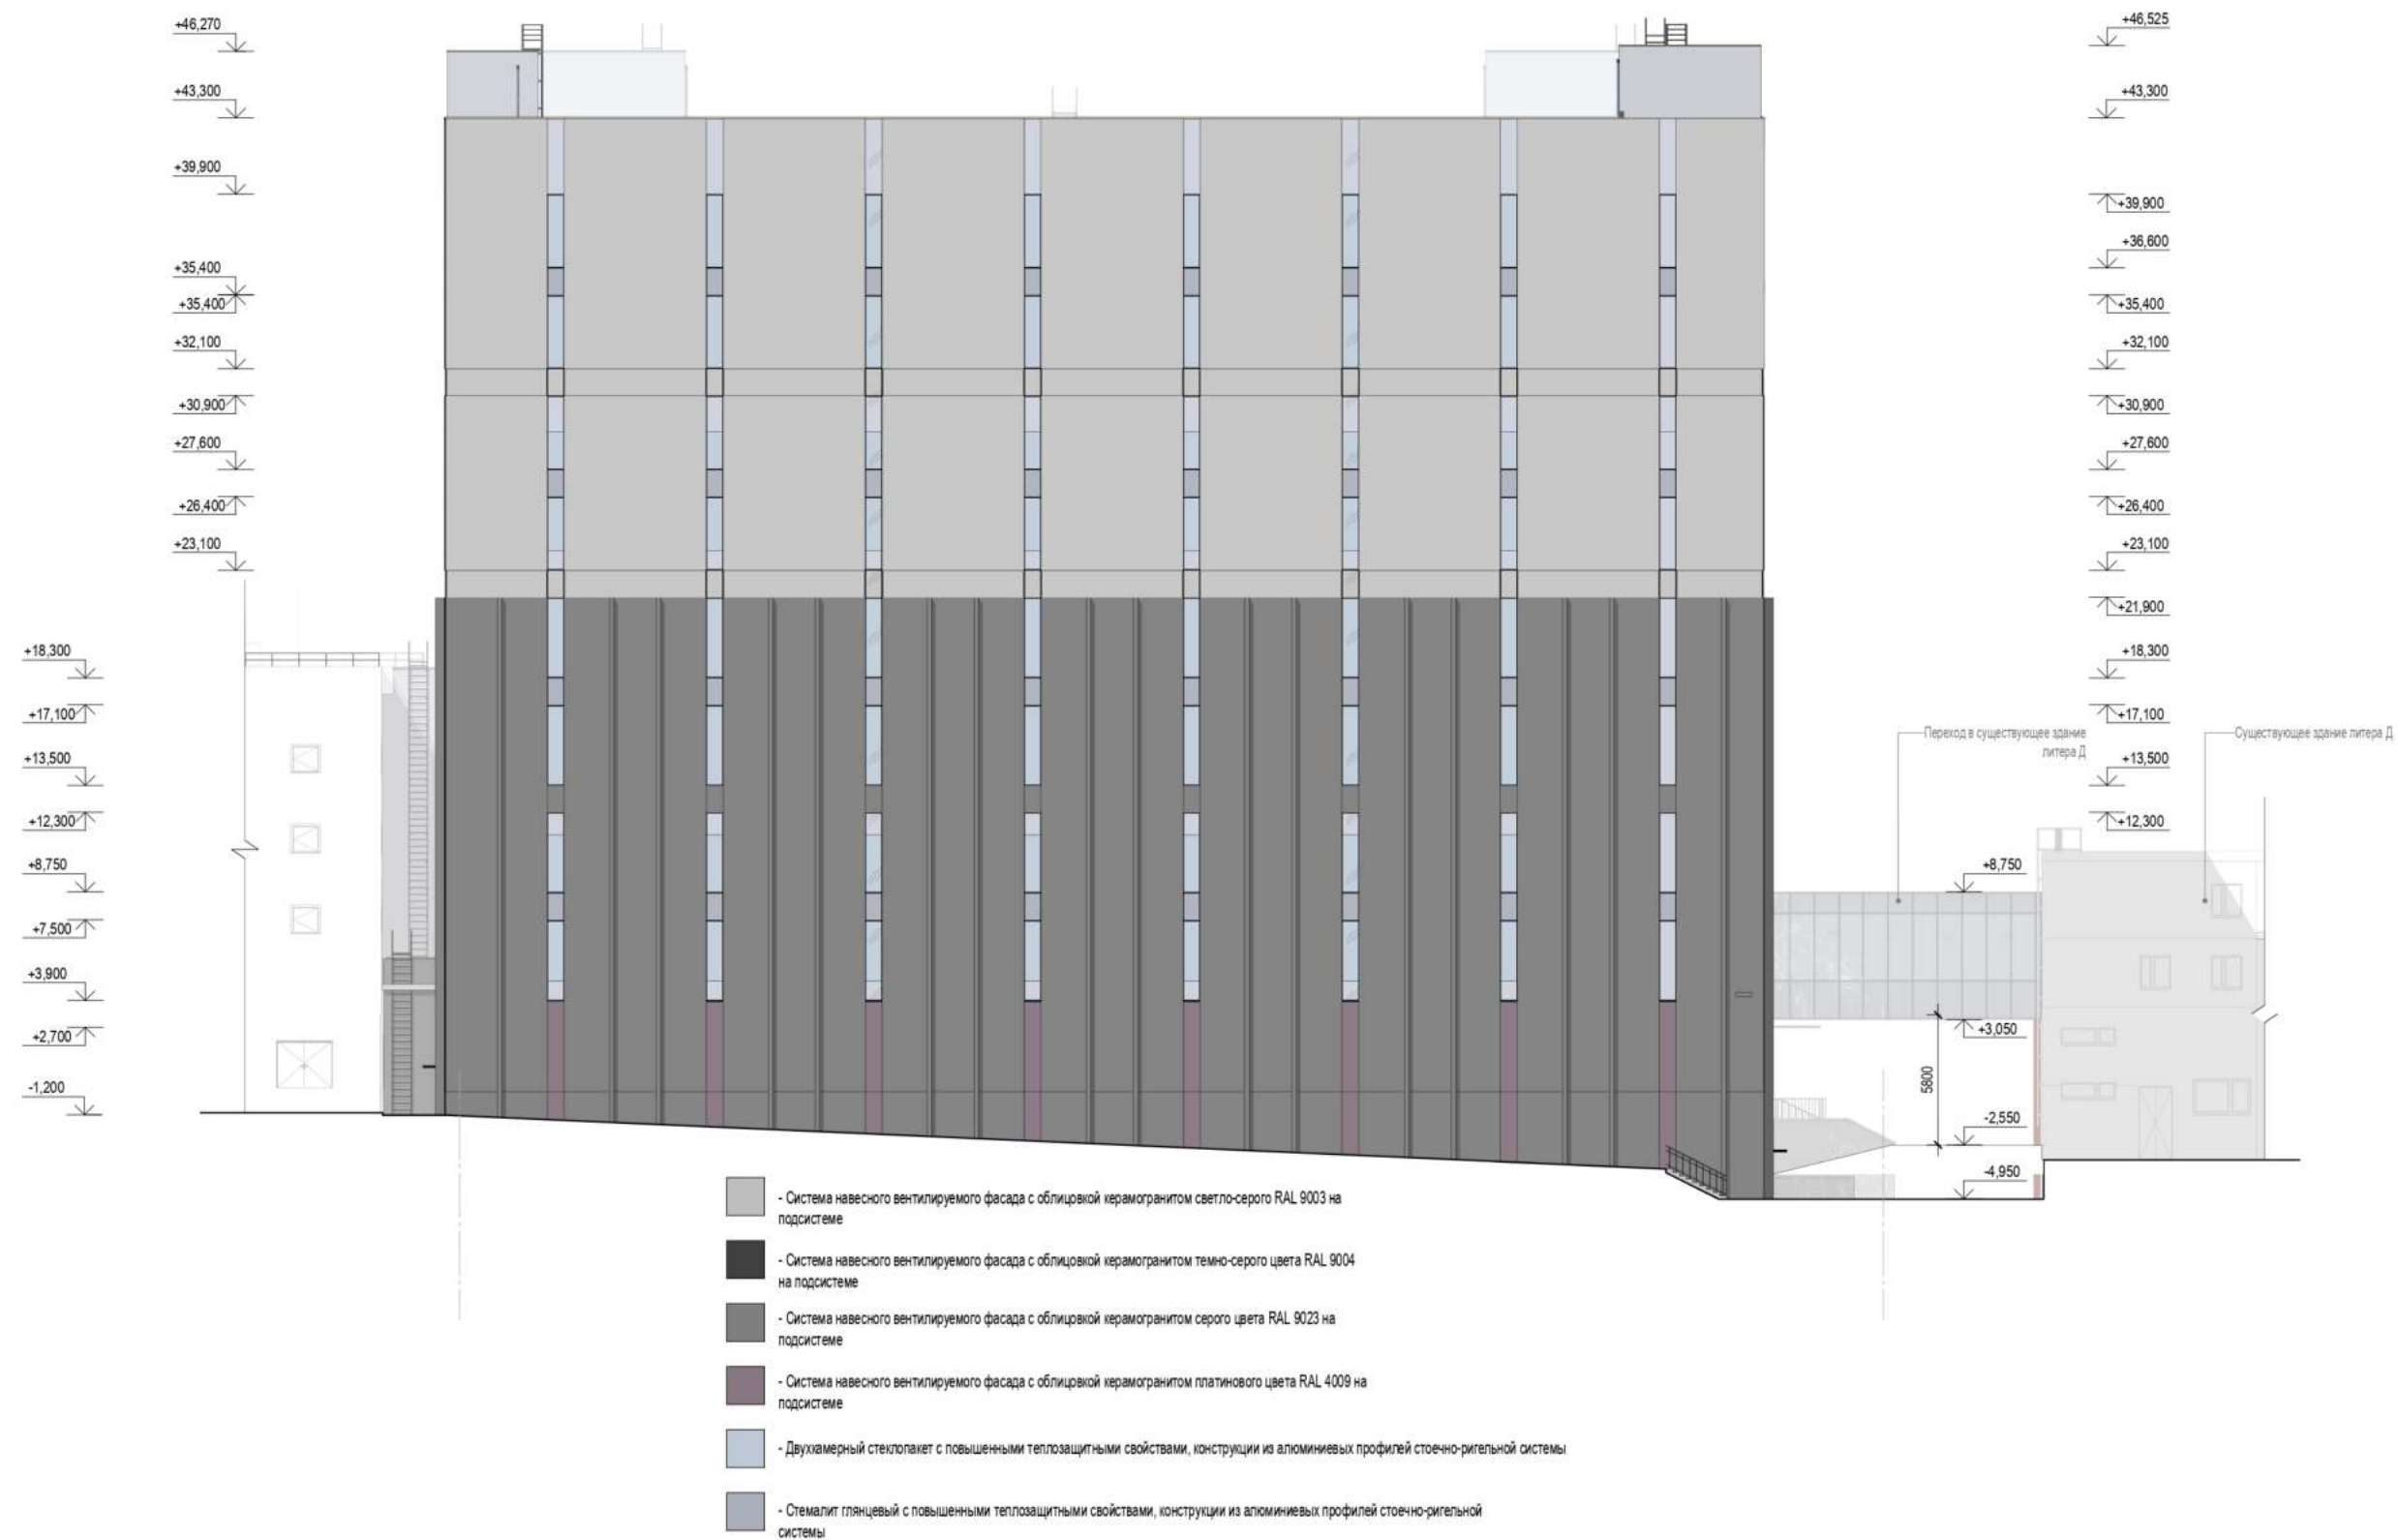 +46,270
+43,300
+39,900
+35,400
+35,400
+32,100
+30,900
+27,600
+26,400
+23,100
+18,300
+17,100
+13,500
+12,300
+8,750
+7,500
+3,900
+2,700
-1,200
+46,525
+43,300
+39,900
+36,600
+35,400
+32,100
+30,900
+27,600
+26,400
+23,100
+21,900
+18,300
+17,100
+13,500
+12,300
Переход в существующее здание
литера Д
Существующее здание литера Д
+8,750
+3,050
5800
-2,550
-4,950
- Система навесного вентилируемого фасада с облицовкой керамогранитом светло-серого RAL 9003 на
подсистеме
- Система навесного вентилируемого фасада с облицовкой керамогранитом темно-серого цвета RAL 9004
на подсистеме
- Система навесного вентилируемого фасада с облицовкой керамогранитом серого цвета RAL 9023 на
подсистеме
- Система навесного вентилируемого фасада с облицовкой керамогранитом платинового цвета RAL 4009 на
подсистеме
- Двухкамерный стеклопакет с повышенными теплозащитными свойствами, конструкции из алюминиевых профилей стоечно-ригельной системы
- Стемалит глянцевый с повышенными теплозащитными свойствами, конструкции из алюминиевых профилей стоечно-ригельной
системы